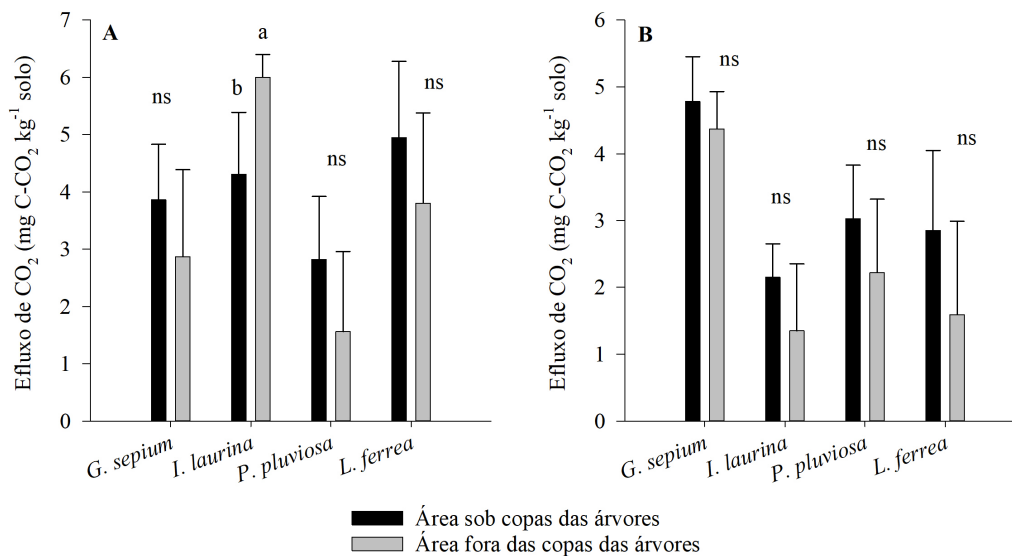 A
Efluxo de CO₂ (mg C-CO₂ kg⁻¹ solo)
7
6
5
4
3
2
1
0
ns
b
a
ns
ns
G. sepium
I. laurina
P. pluviosa
L. ferrea
B
Efluxo de CO₂ (mg C-CO₂ kg⁻¹ solo)
6
5
4
3
2
1
0
ns
ns
ns
ns
G. sepium
I. laurina
P. pluviosa
L. ferrea
Área sob copas das árvores
Área fora das copas das árvores